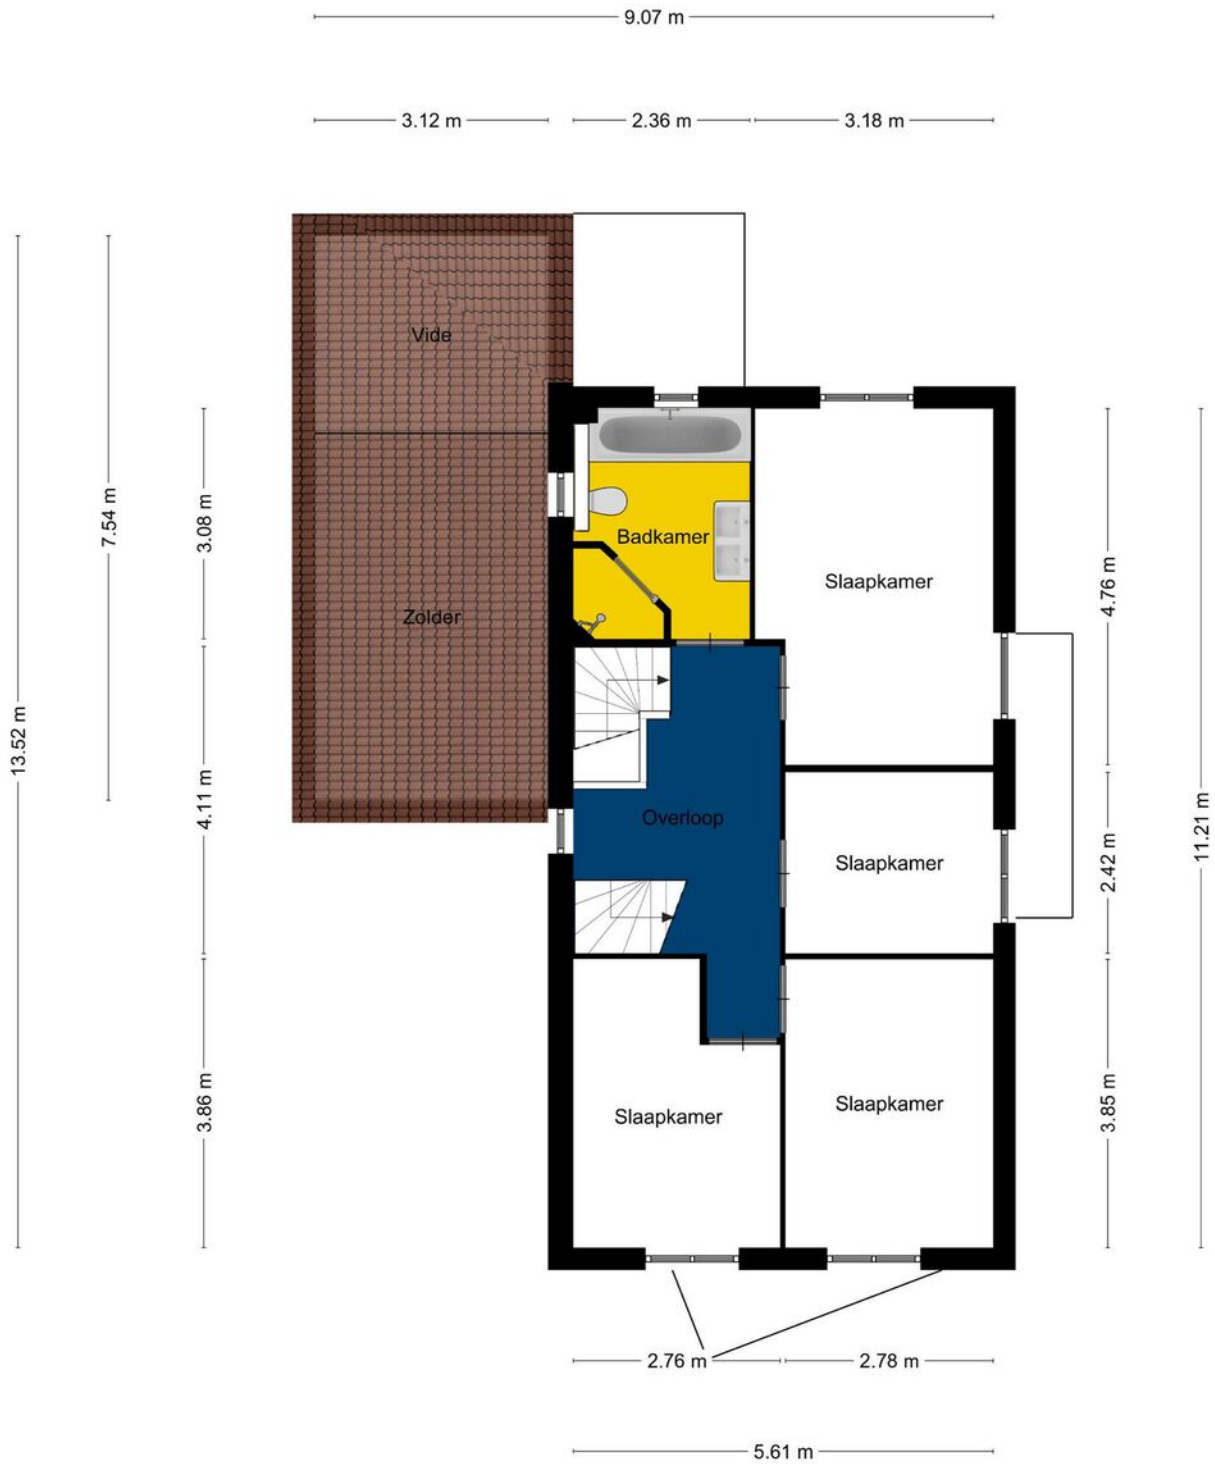 9.07 m
3.12 m
2.36 m
3.18 m
Vide
7.54 m
3.08 m
Badkamer
4.76 m
Slaapkamer
Zolder
13.52 m
4.11 m
Overloop
11.21 m
2.42 m
Slaapkamer
3.86 m
3.85 m
Slaapkamer
Slaapkamer
2.76 m
2.78 m
5.61 m